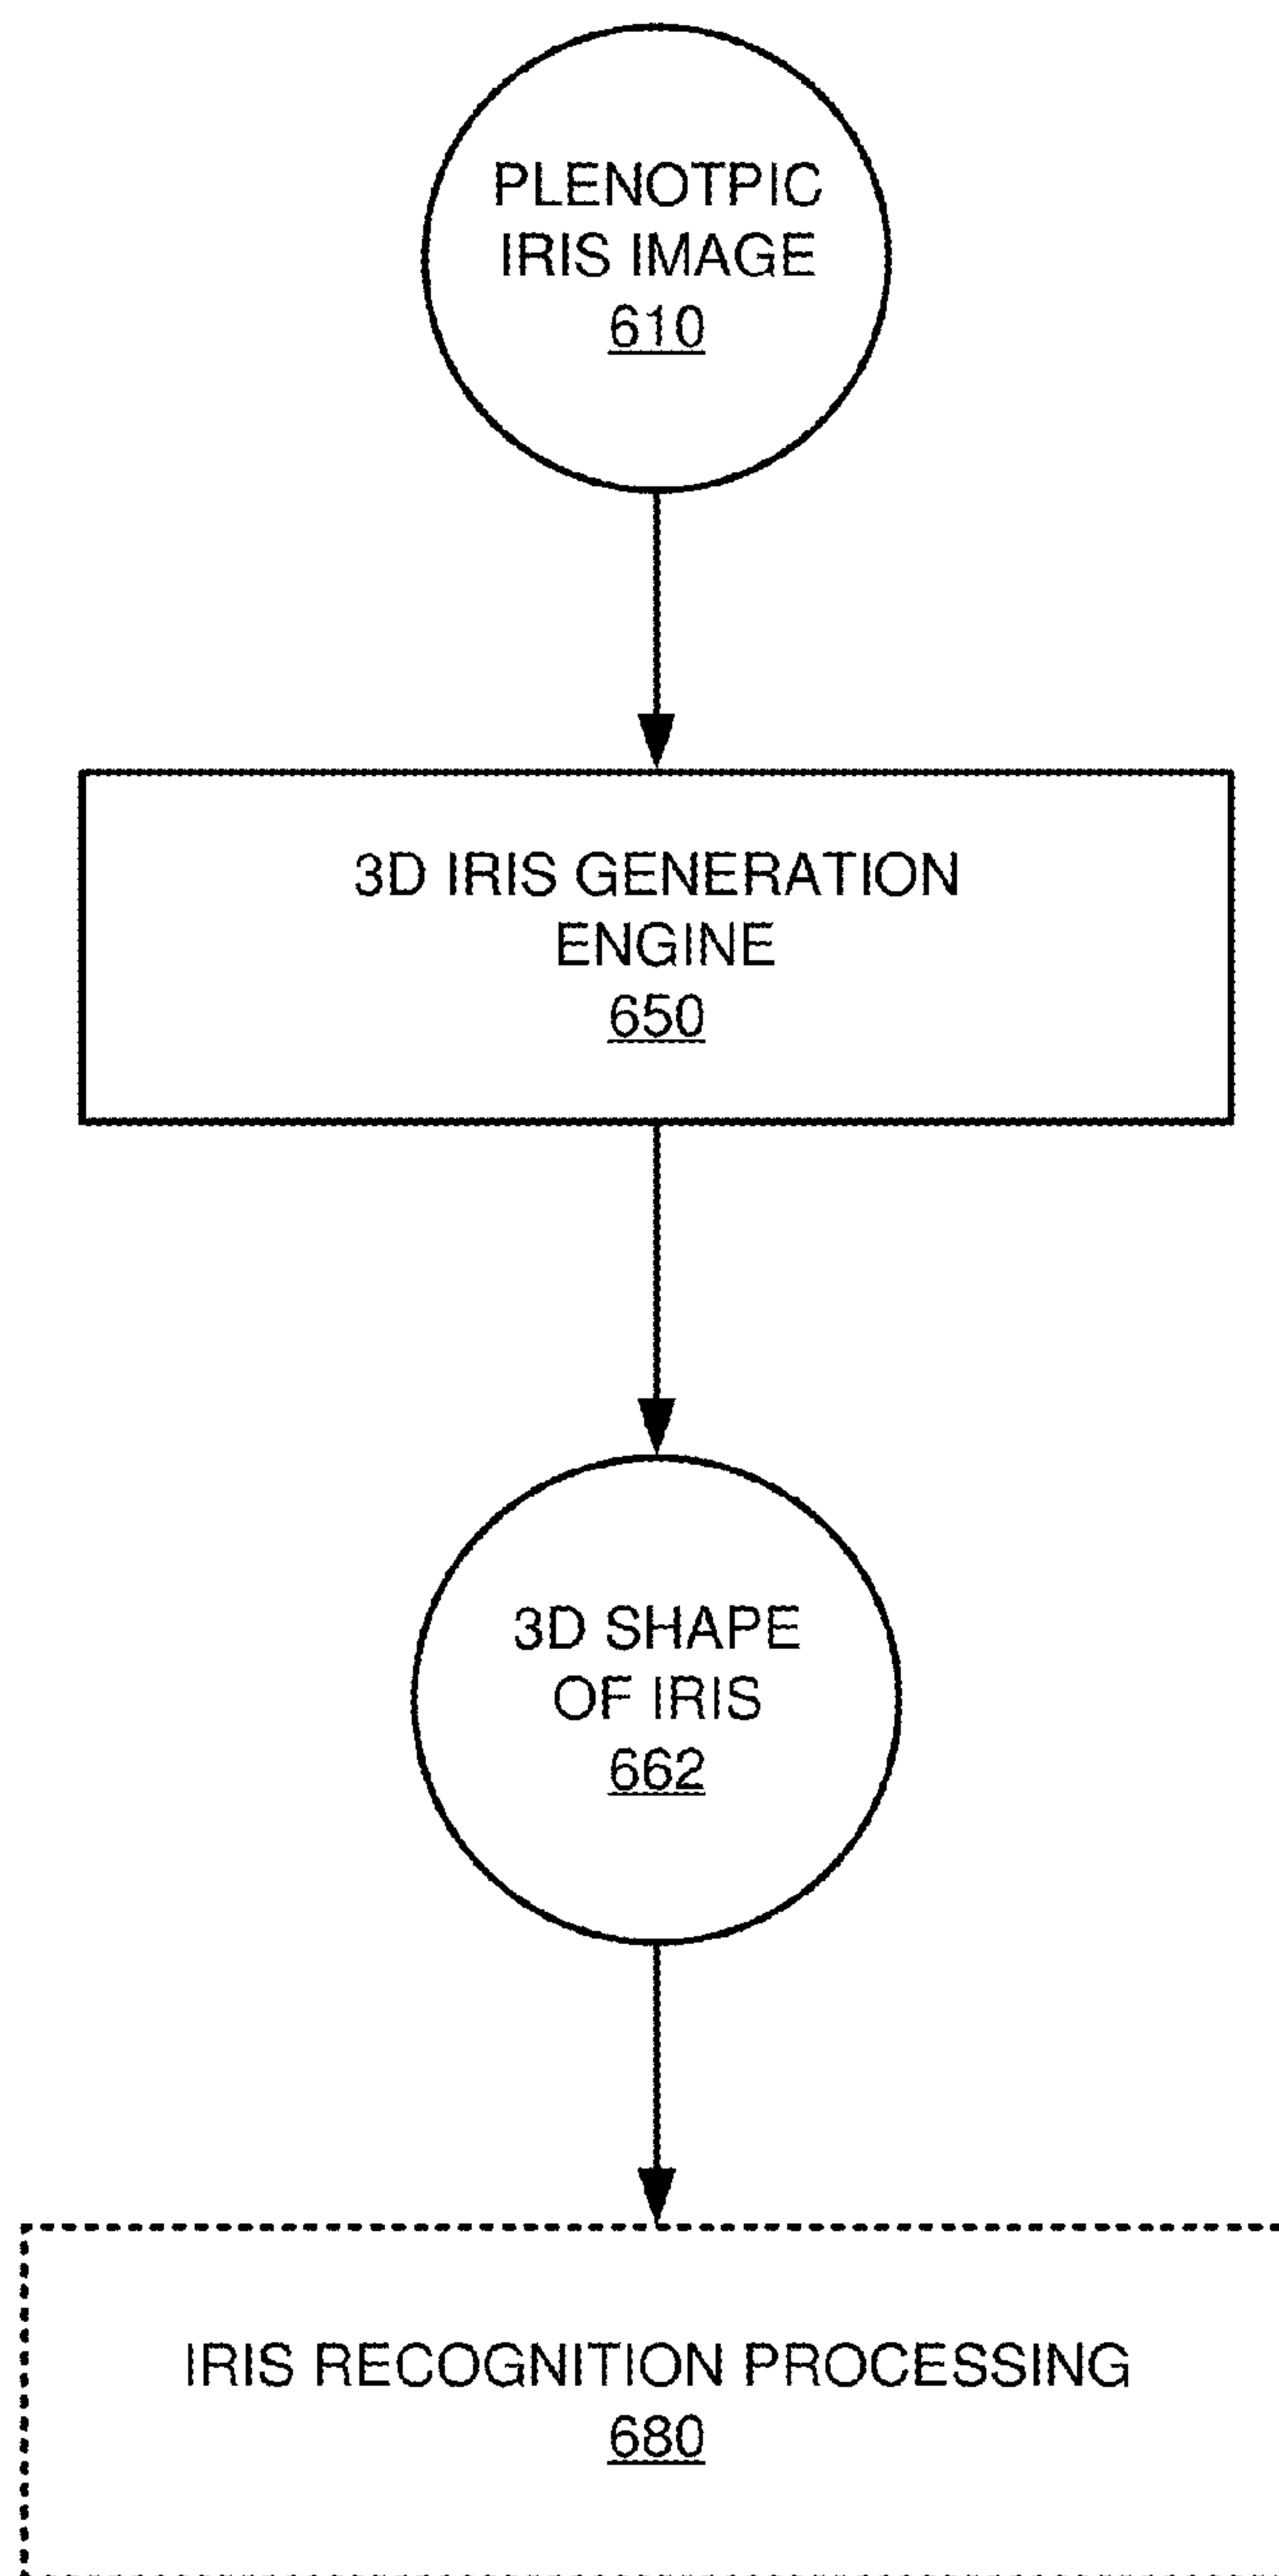 PLENOTPIC
IRIS IMAGE
610
3D IRIS GENERATION
ENGINE
650
3D SHAPE
OF IRIS
662
IRIS RECOGNITION PROCESSING
680